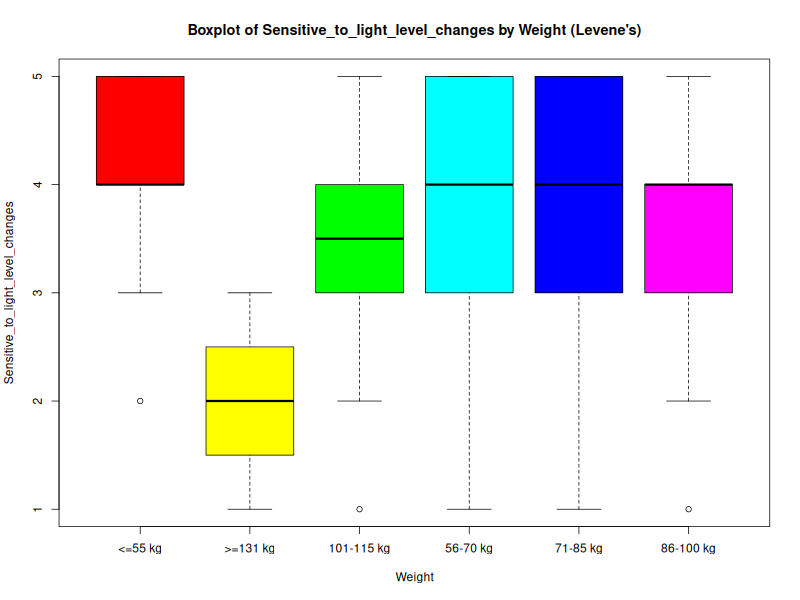 Boxplot of Sensitive_to_light_level_changes by Weight (Levene's)
Sensitive_to_light_level_changes
5
4
3
2
1
<=55 kg >=131 kg 101-115 kg 56-70 kg 71-85 kg 86-100 kg
Weight